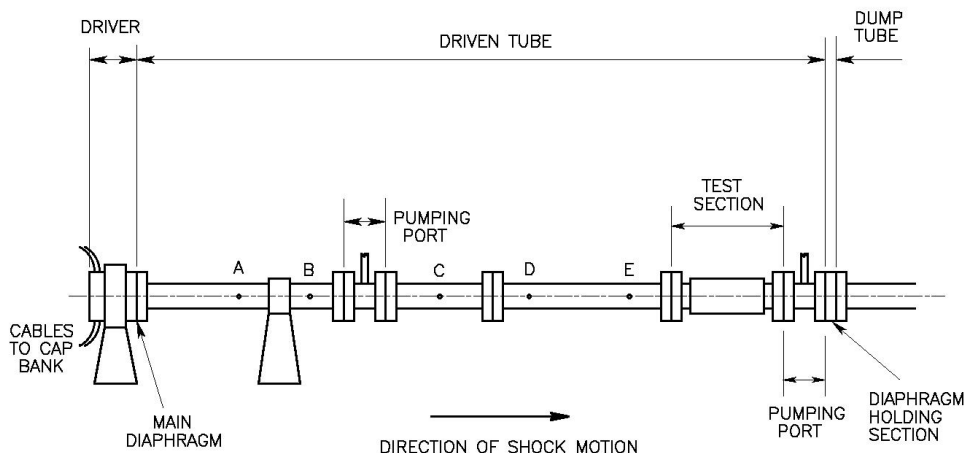 DRIVER
DRIVEN TUBE
DUMP
TUBE
TEST
SECTION
PUMPING
PORT
A
B
C
D
E
CABLES
TO CAP
BANK
MAIN
DIAPHRAGM
DIRECTION OF SHOCK MOTION
PUMPING
PORT
DIAPHRAGM
HOLDING
SECTION